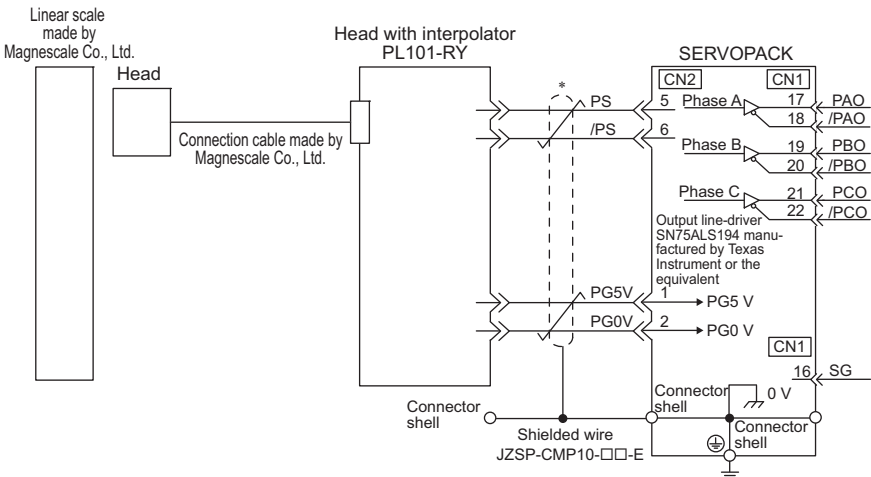 Linear scale
made by
Magnescale Co., Ltd.
Head
Connection cable made by
Magnescale Co., Ltd.
Head with interpolator
PL101-RY
*
PS
/PS
PG5V
PG0V
SERVOPACK
CN2
CN1
5
Phase A
17
PAO
18
/PAO
6
Phase B
19
PBO
20
/PBO
Phase C
21
PCO
22
/PCO
Output line-driver
SN75ALS194 manu-
factured by Texas
Instrument or the
equivalent
1
PG5 V
2
PG0 V
CN1
16
SG
Connector
shell
0 V
Connector
shell
Connector
shell
Shielded wire
JZSP-CMP10-□□-E